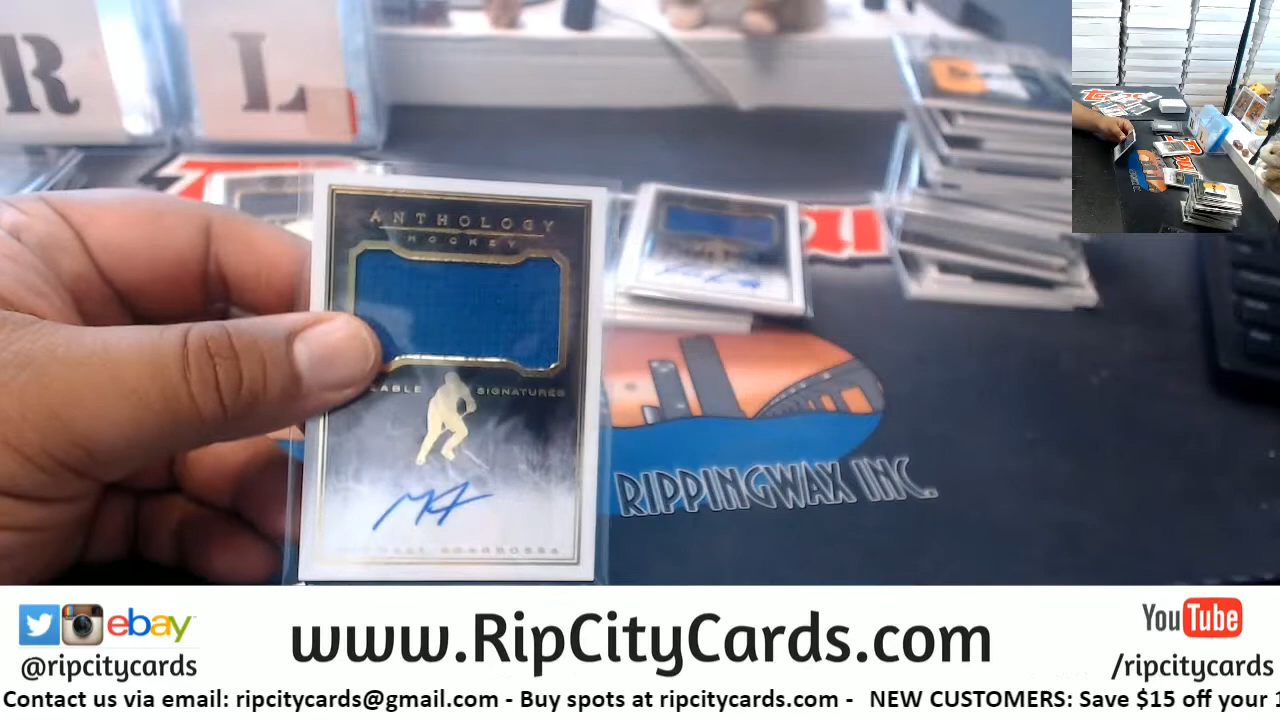 R L
ANTHOLOGY
HOCKEY
SIGNATURES
RIPPINGWAX INC.
ebay
@ripcitycards
www.RipCityCards.com
YouTube
/ripcitycards
Contact us via email: ripcitycards@gmail.com - Buy spots at ripcitycards.com - NEW CUSTOMERS: Save $15 off your 1